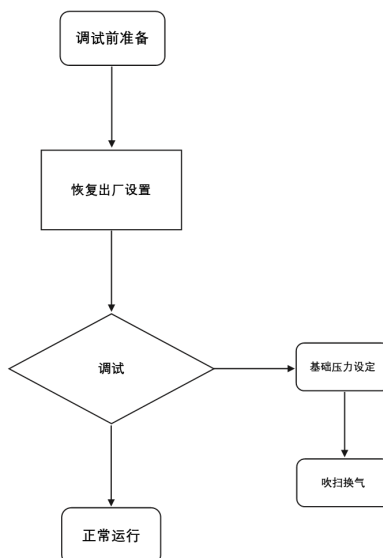 调试前准备
恢复出厂设置
调试
基础压力设定
吹扫换气
正常运行